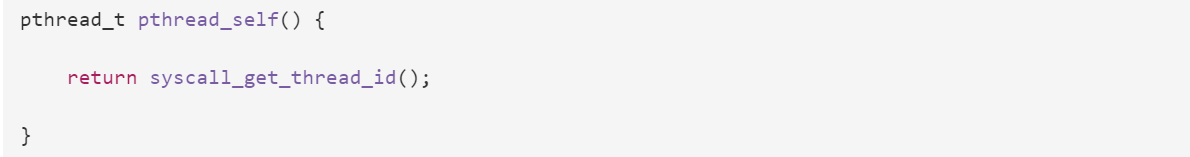 pthread_t pthread_self() {
    return syscall_get_thread_id();
}